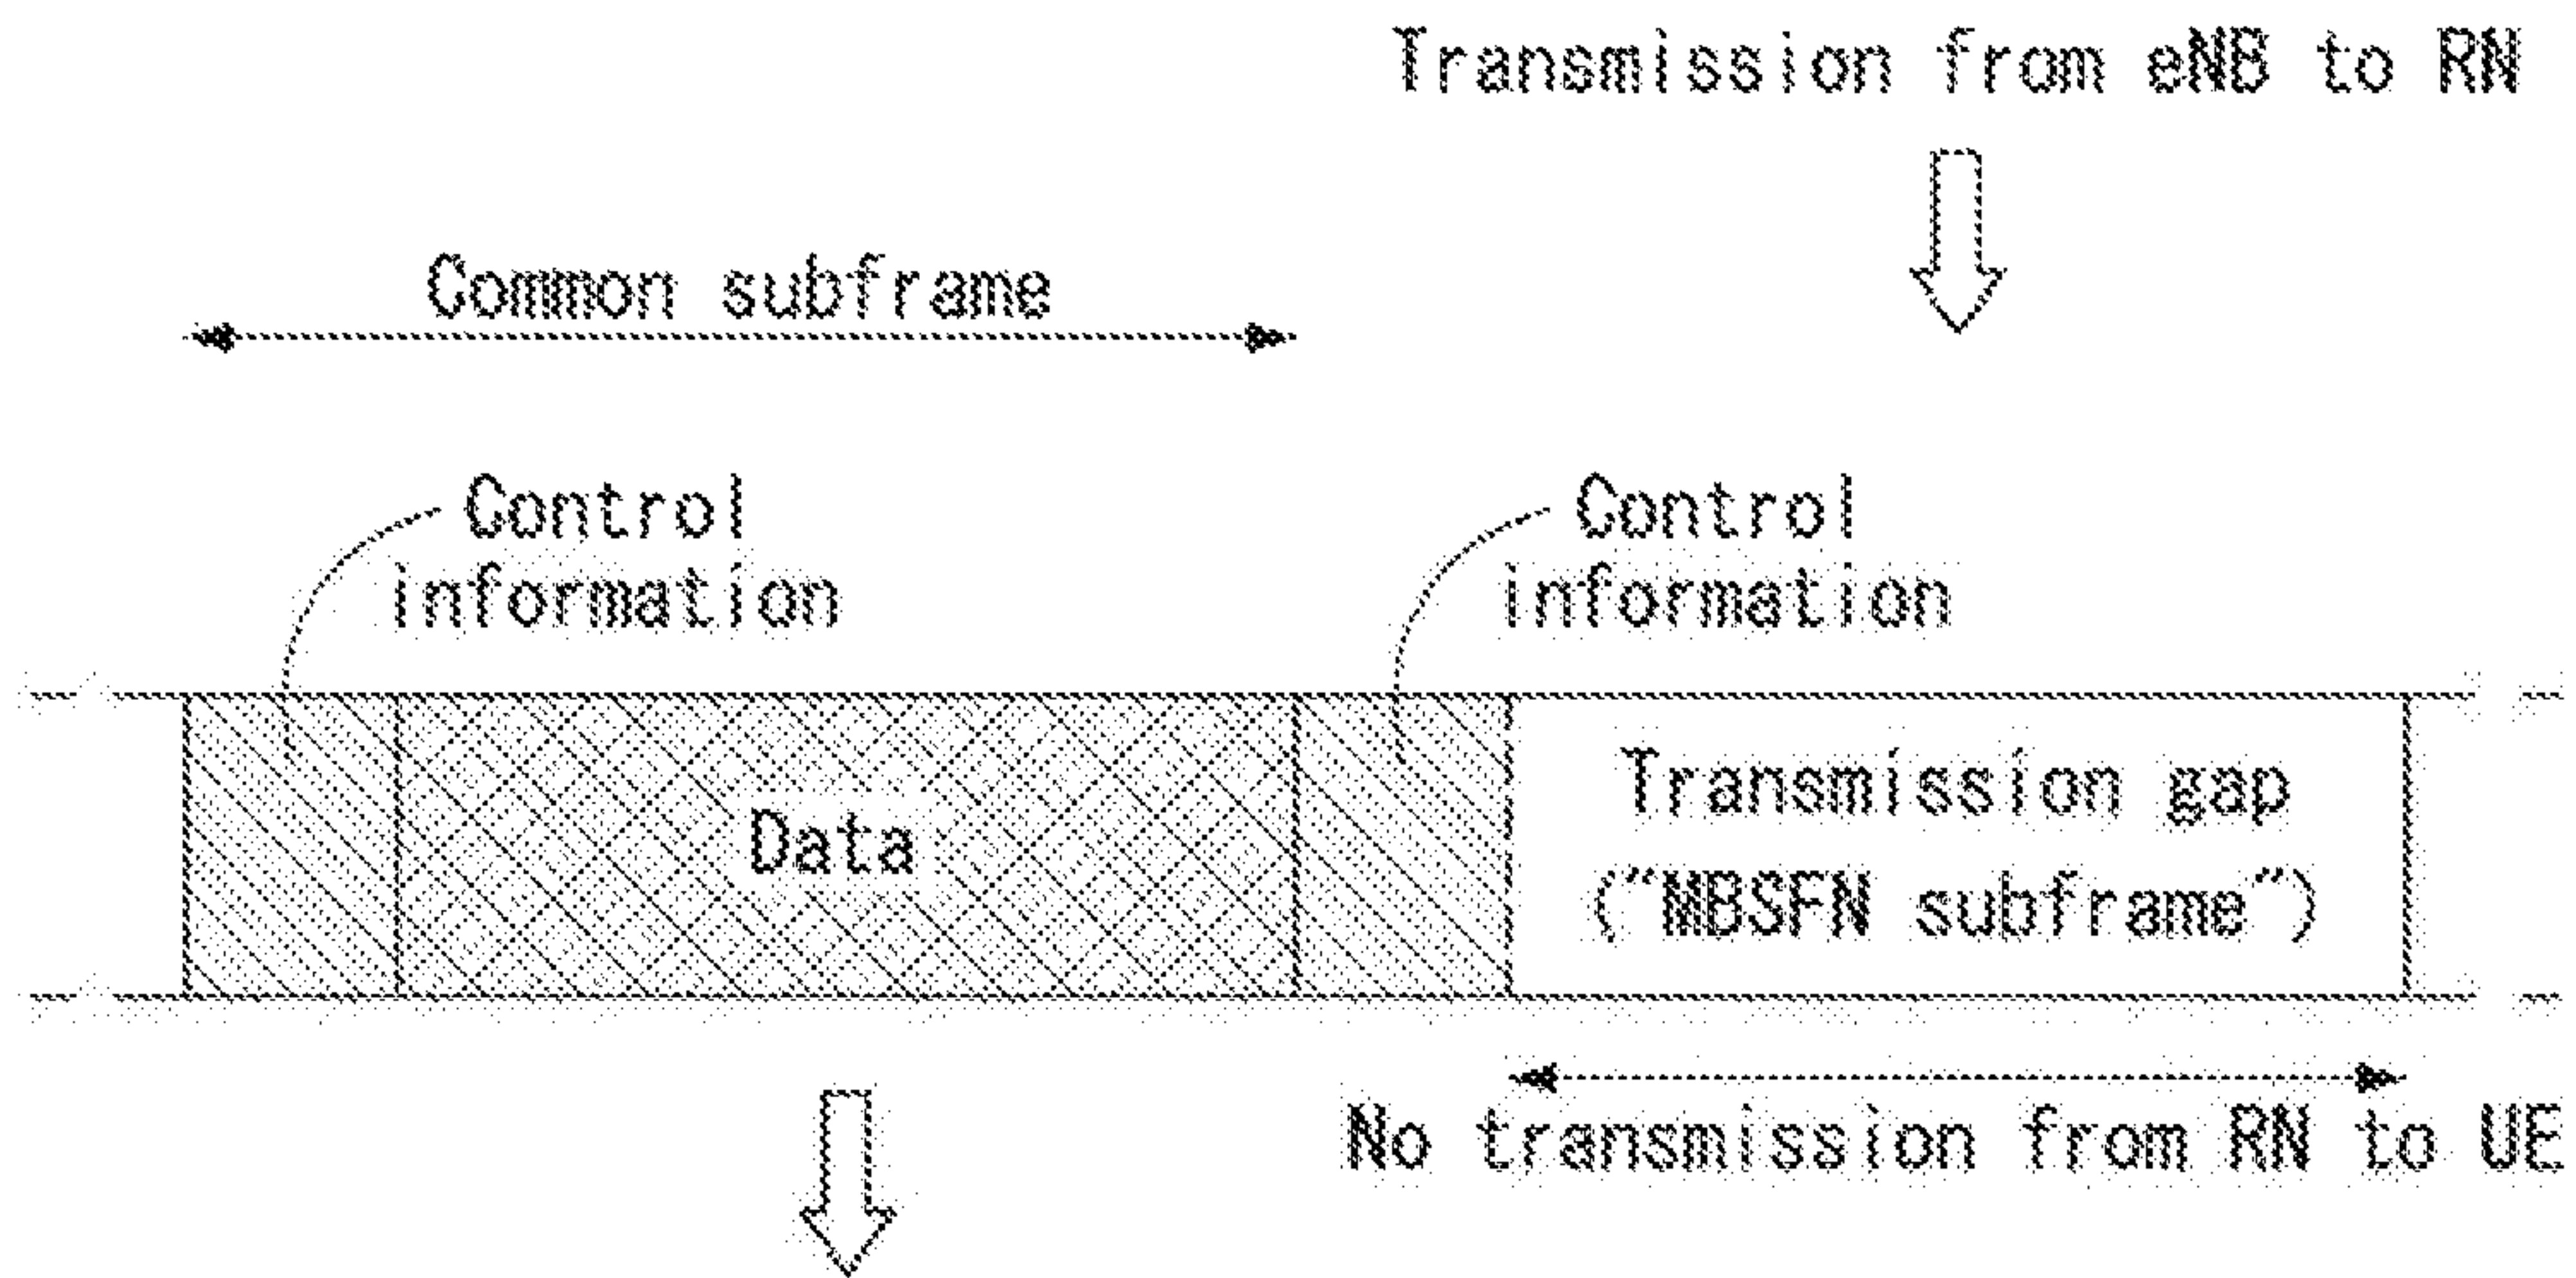 Transmission from eNB to RN
Common subframe
Control
information
Control
information
Data
Transmission gap
("MBSFN subframe")
No transmission from RN to UE